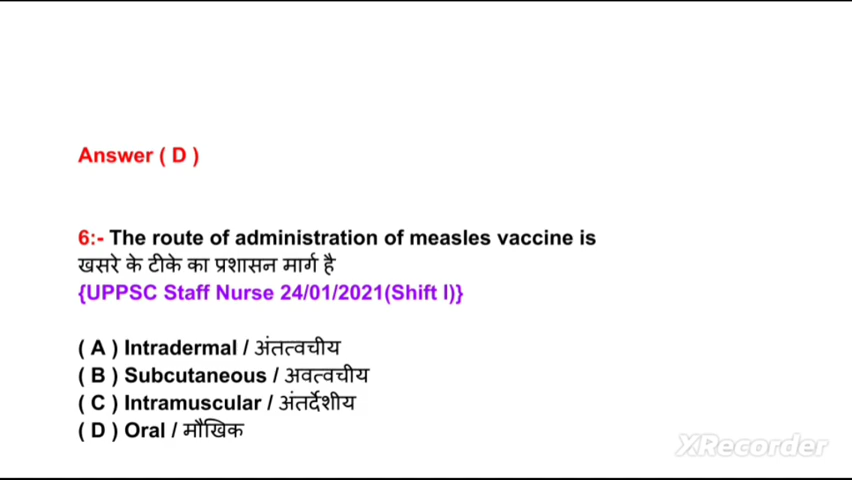 Answer ( D )
6:- The route of administration of measles vaccine is
खसरे के टीके का प्रशासन मार्ग है
{UPPSC Staff Nurse 24/01/2021(Shift I)}
( A ) Intradermal / अंतत्वचीय
( B ) Subcutaneous / अवत्वचीय
( C ) Intramuscular / अंतर्देशीय
( D ) Oral / मौखिक
XRecorder